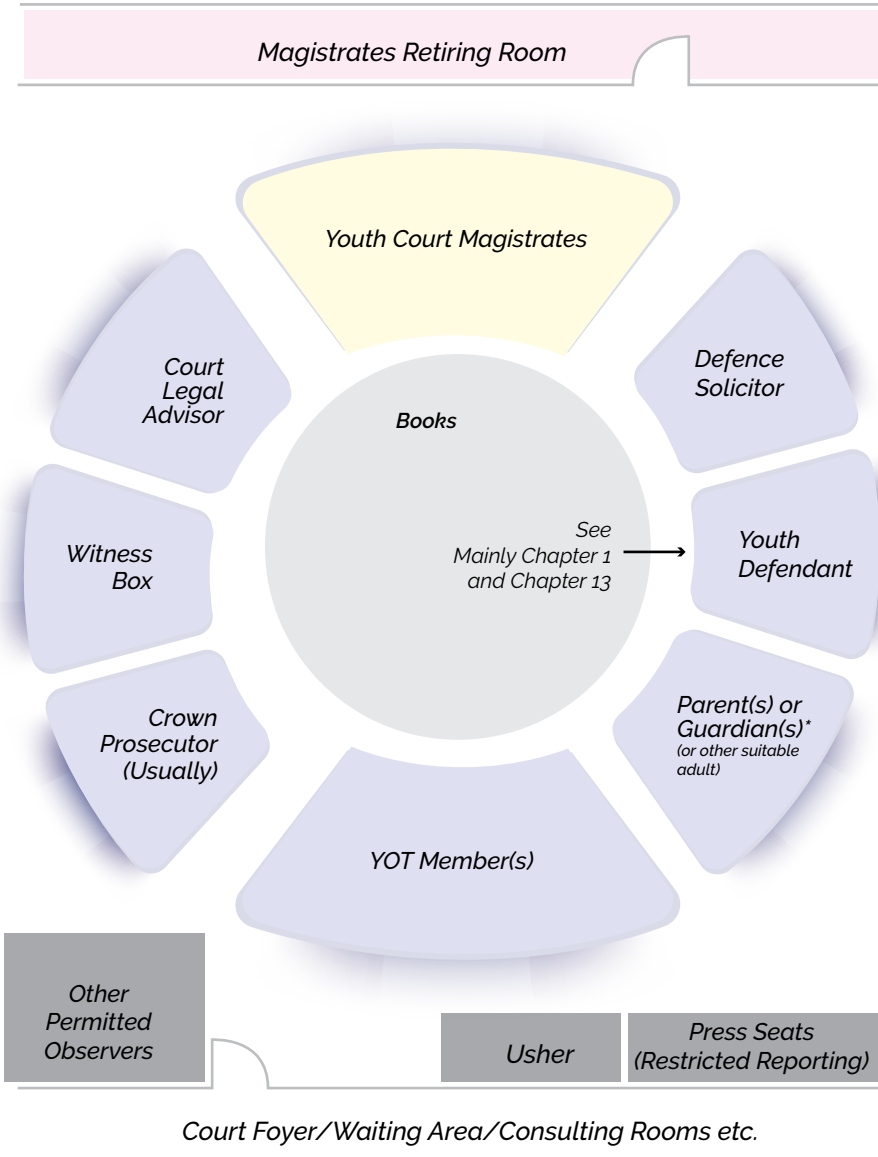 Magistrates Retiring Room
Youth Court Magistrates
Court
Legal
Advisor
Defence
Solicitor
Books
See
Mainly Chapter 1
and Chapter 13
Witness
Box
Youth
Defendant
Crown
Prosecutor
(Usually)
Parent(s) or
Guardian(s)*
(or other suitable
adult)
YOT Member(s)
Other
Permitted
Observers
Usher
Press Seats
(Restricted Reporting)
Court Foyer/Waiting Area/Consulting Rooms etc.